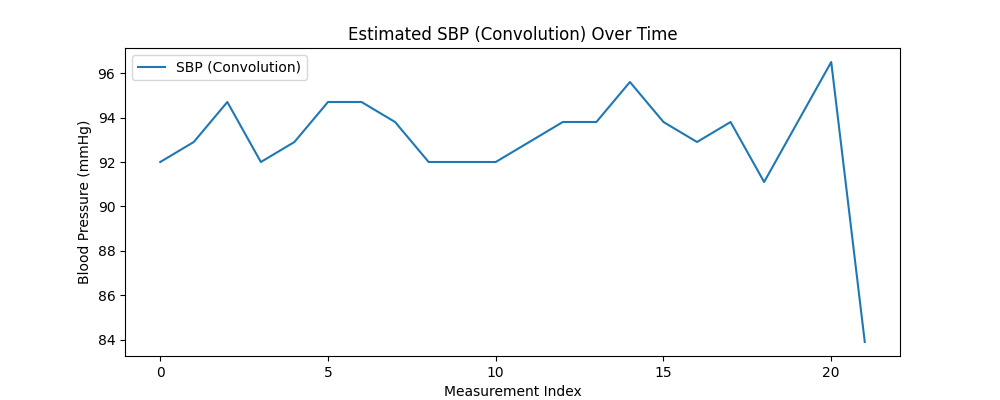 Estimated SBP (Convolution) Over Time
SBP (Convolution)
Blood Pressure (mmHg)
96
94
92
90
88
86
84
0 5 10 15 20
Measurement Index